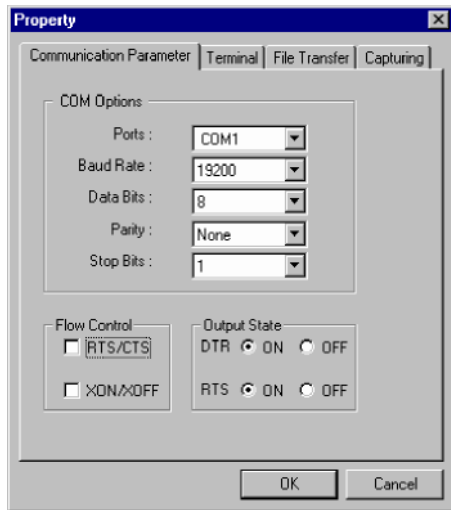 Property
Communication Parameter Terminal File Transfer Capturing
COM Options
Ports : COM1
Baud Rate : 19200
Data Bits : 8
Parity : None
Stop Bits : 1
Flow Control
RTS/CTS
XON/XOFF
Output State
DTR ON OFF
RTS ON OFF
OK Cancel